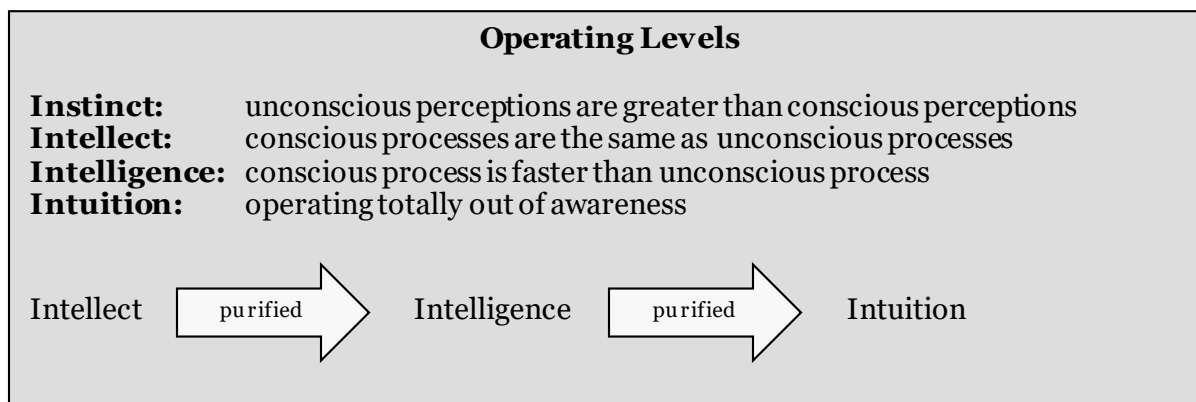 Operating Levels
Instinct: unconscious perceptions are greater than conscious perceptions
Intellect: conscious processes are the same as unconscious processes
Intelligence: conscious process is faster than unconscious process
Intuition: operating totally out of awareness
Intellect purified Intelligence purified Intuition